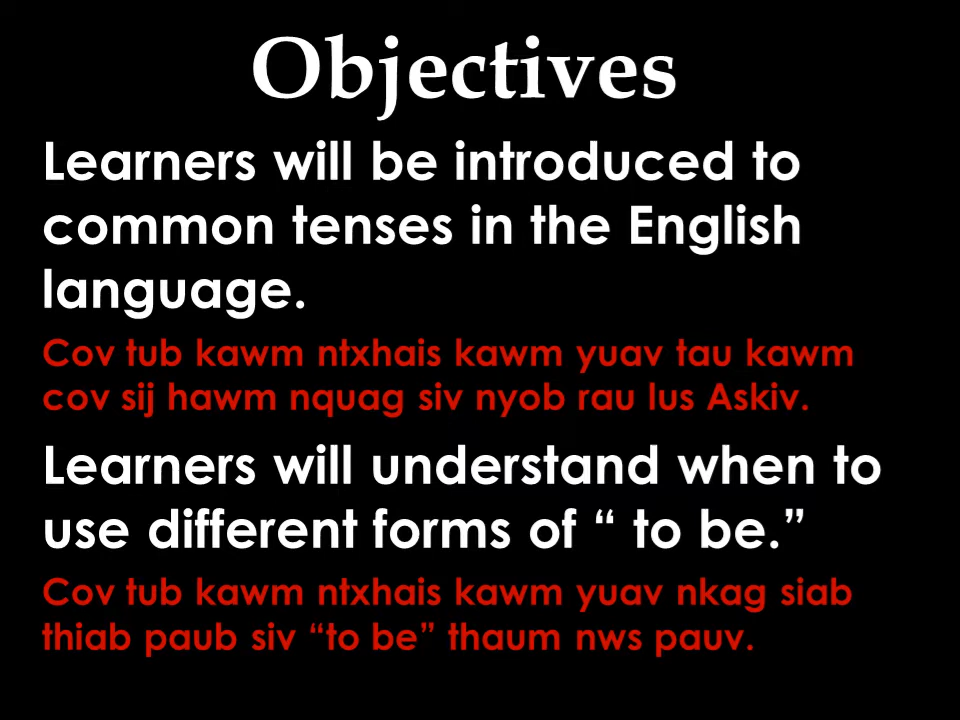 Objectives
Learners will be introduced to
common tenses in the English
language.
Cov tub kawm ntxhais kawm yuav tau kawm
cov sij hawm nquag siv nyob rau lus Askiv.
Learners will understand when to
use different forms of “ to be.”
Cov tub kawm ntxhais kawm yuav nkag siab
thiab paub siv “to be” thaum nws pauv.